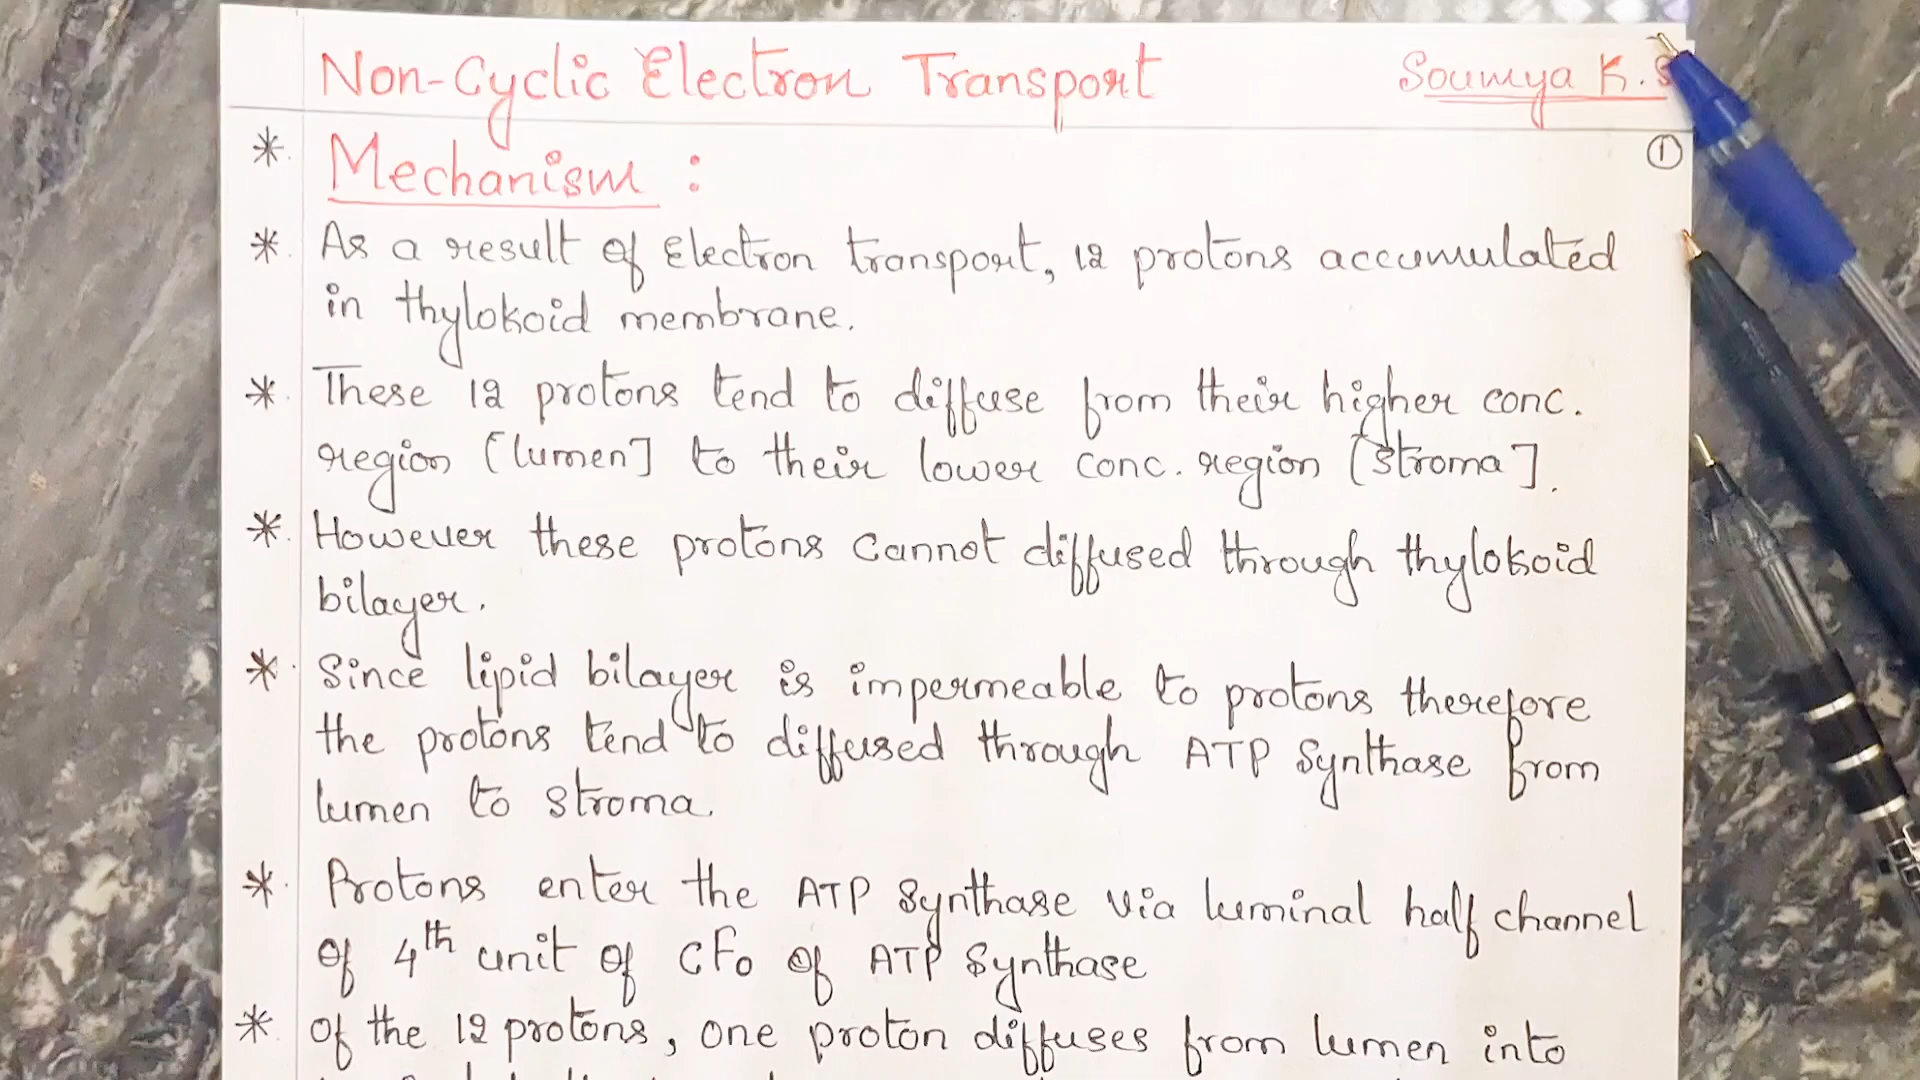 Non-Cyclic Electron Transport
Soumya K.S
①
* Mechanism :
* As a result of Electron transport, 12 protons accumulated
in thylokoid membrane.
* These 12 protons tend to diffuse from their higher conc.
region [lumen] to their lower conc. region [stroma].
* However these protons cannot diffused through thylokoid
bilayer.
* Since lipid bilayer is impermeable to protons therefore
the protons tend to diffused through ATP Synthase from
lumen to stroma.
* Protons enter the ATP Synthase via luminal half channel
of 4th unit of CFo of ATP Synthase
* of the 12 protons, one proton diffuses from lumen into